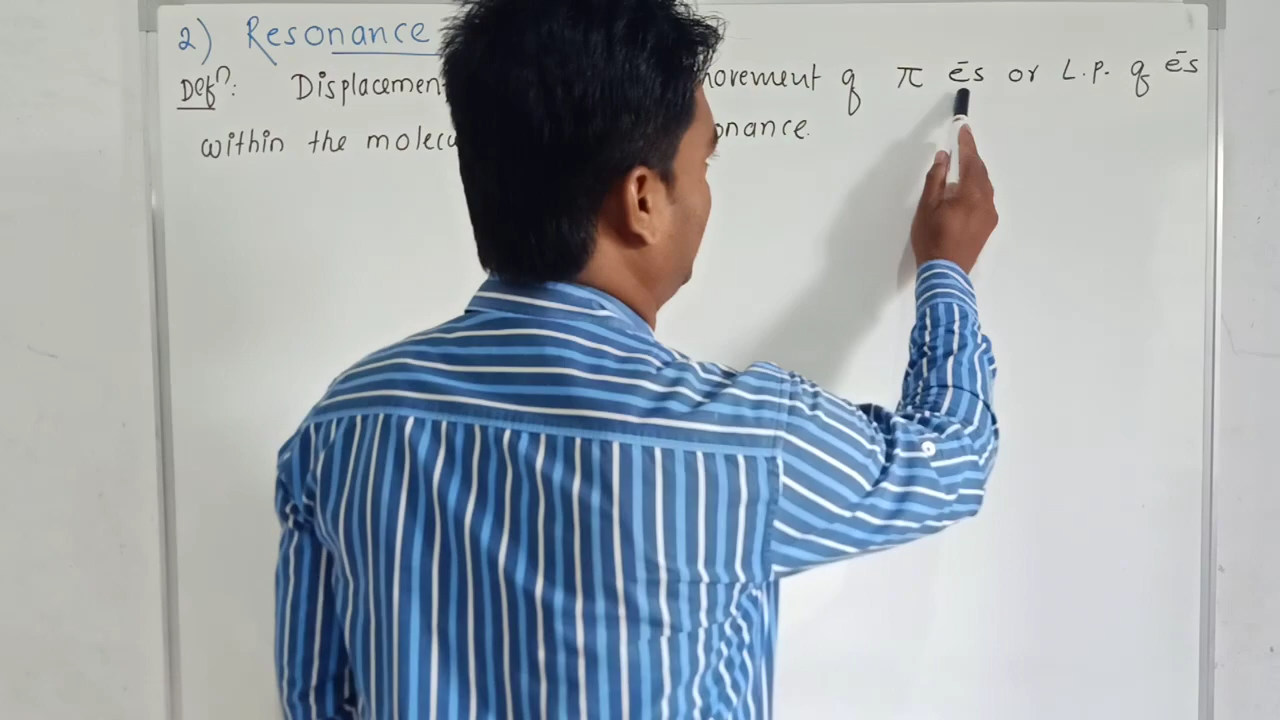 2) Resonance
Defⁿ: Displacemen movement of π ēs or L.P. of ēs
within the molecu onance.